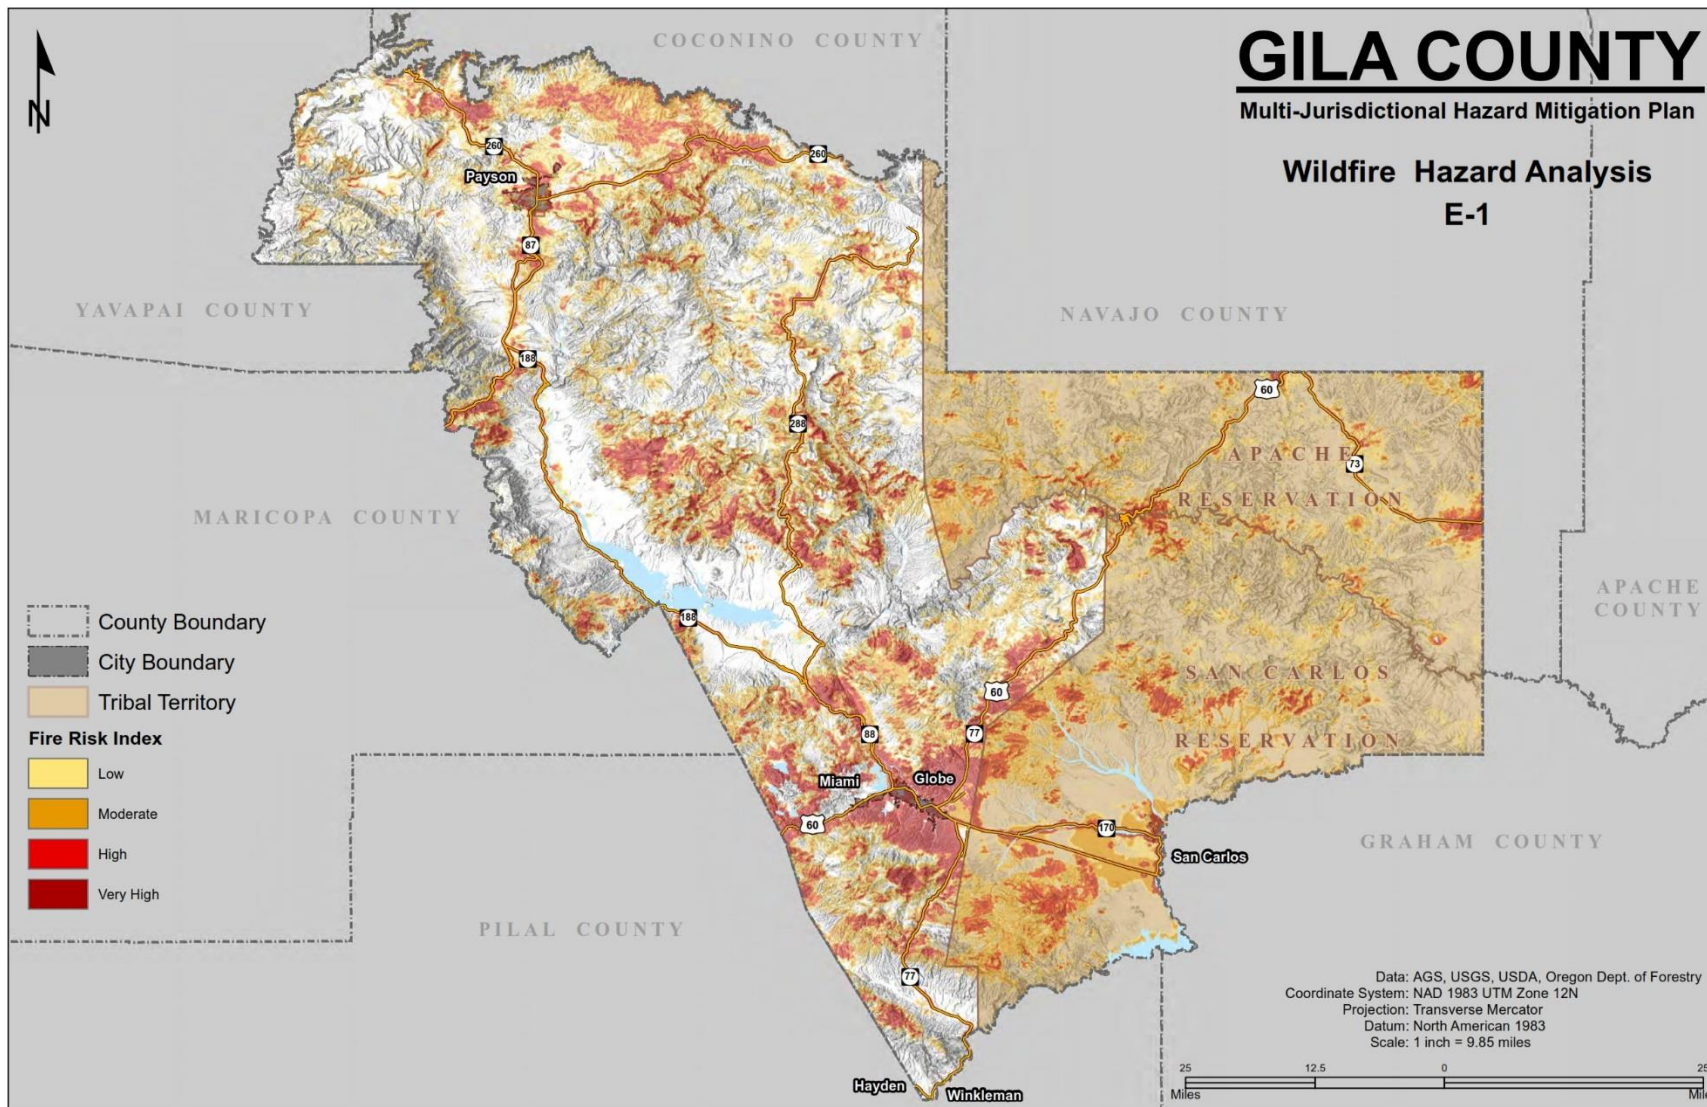 GILA COUNTY
Multi-Jurisdictional Hazard Mitigation Plan
Wildfire Hazard Analysis
E-1
N
COCONINO COUNTY
260
260
Payson
87
YAVAPAI COUNTY
NAVAJO COUNTY
188
60
288
APACHE
73
RESERVATION
MARICOPA COUNTY
APACHE
COUNTY
188
SAN CARLOS
60
RESERVATION
88
77
Miami
Globe
60
170
San Carlos
GRAHAM COUNTY
PILAL COUNTY
77
Hayden
Winkleman
County Boundary
City Boundary
Tribal Territory
Fire Risk Index
Low
Moderate
High
Very High
Data: AGS, USGS, USDA, Oregon Dept. of Forestry
Coordinate System: NAD 1983 UTM Zone 12N
Projection: Transverse Mercator
Datum: North American 1983
Scale: 1 inch = 9.85 miles
25 12.5 0 25
Miles Mil